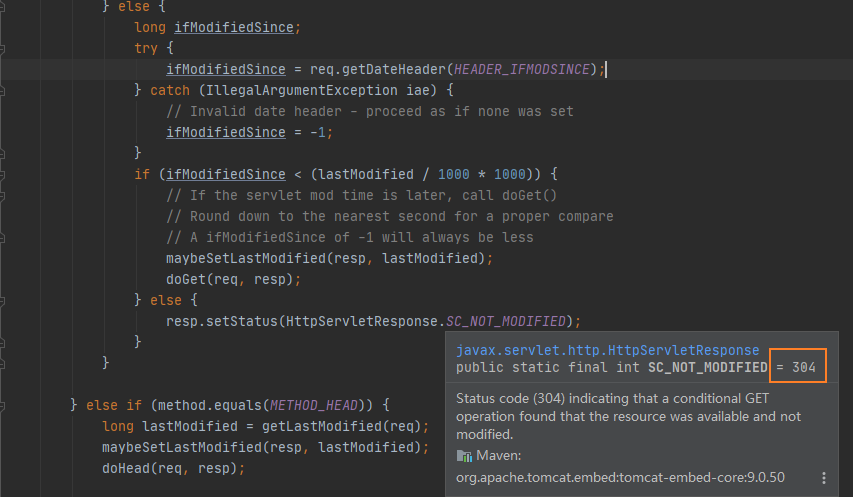 } else {
long ifModifiedSince;
try {
ifModifiedSince = req.getDateHeader(HEADER_IFMODSINCE);
} catch (IllegalArgumentException iae) {
// Invalid date header - proceed as if none was set
ifModifiedSince = -1;
}
if (ifModifiedSince < (lastModified / 1000 * 1000)) {
// If the servlet mod time is later, call doGet()
// Round down to the nearest second for a proper compare
// A ifModifiedSince of -1 will always be less
maybeSetLastModified(resp, lastModified);
doGet(req, resp);
} else {
resp.setStatus(HttpServletResponse.SC_NOT_MODIFIED);
}
}
} else if (method.equals(METHOD_HEAD)) {
long lastModified = getLastModified(req);
maybeSetLastModified(resp, lastModified);
doHead(req, resp);
javax.servlet.http.HttpServletResponse
public static final int SC_NOT_MODIFIED = 304
Status code (304) indicating that a conditional GET
operation found that the resource was available and not
modified.
Maven:
org.apache.tomcat.embed:tomcat-embed-core:9.0.50